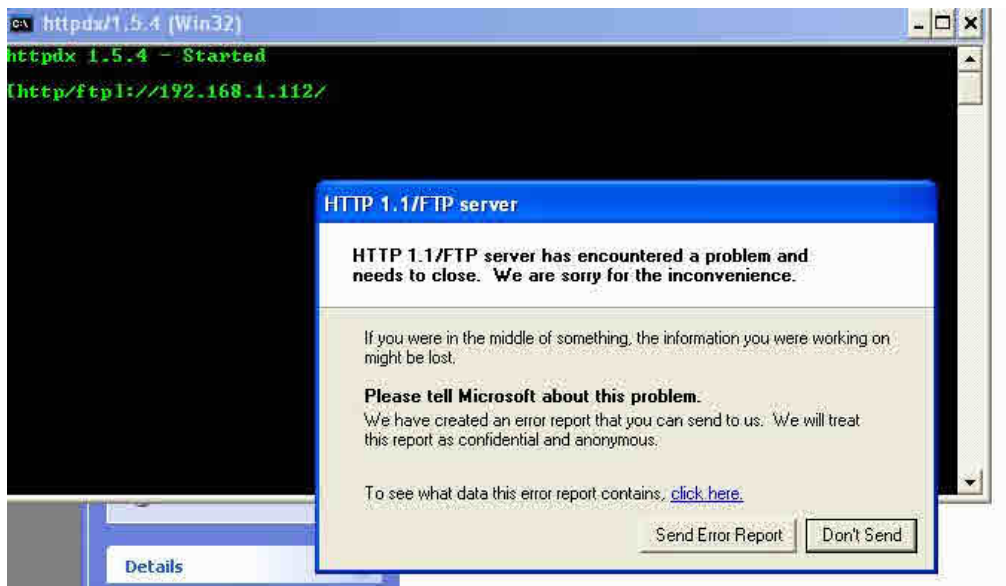 httpdx/1.5.4 (Win32)
httpdx 1.5.4 - Started
[http/ftp]://192.168.1.112/
HTTP 1.1/FTP server
HTTP 1.1/FTP server has encountered a problem and
needs to close. We are sorry for the inconvenience.
If you were in the middle of something, the information you were working on
might be lost.
Please tell Microsoft about this problem.
We have created an error report that you can send to us. We will treat
this report as confidential and anonymous.
To see what data this error report contains, click here.
Send Error Report Don't Send
Details